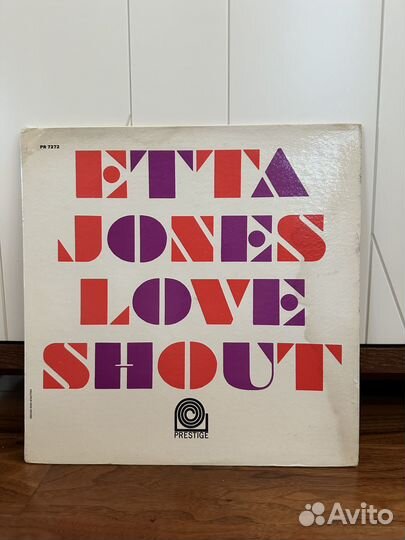 PR 7272
ETTA
JONES
LOVE
SHOUT
PRESTIGE
Avito